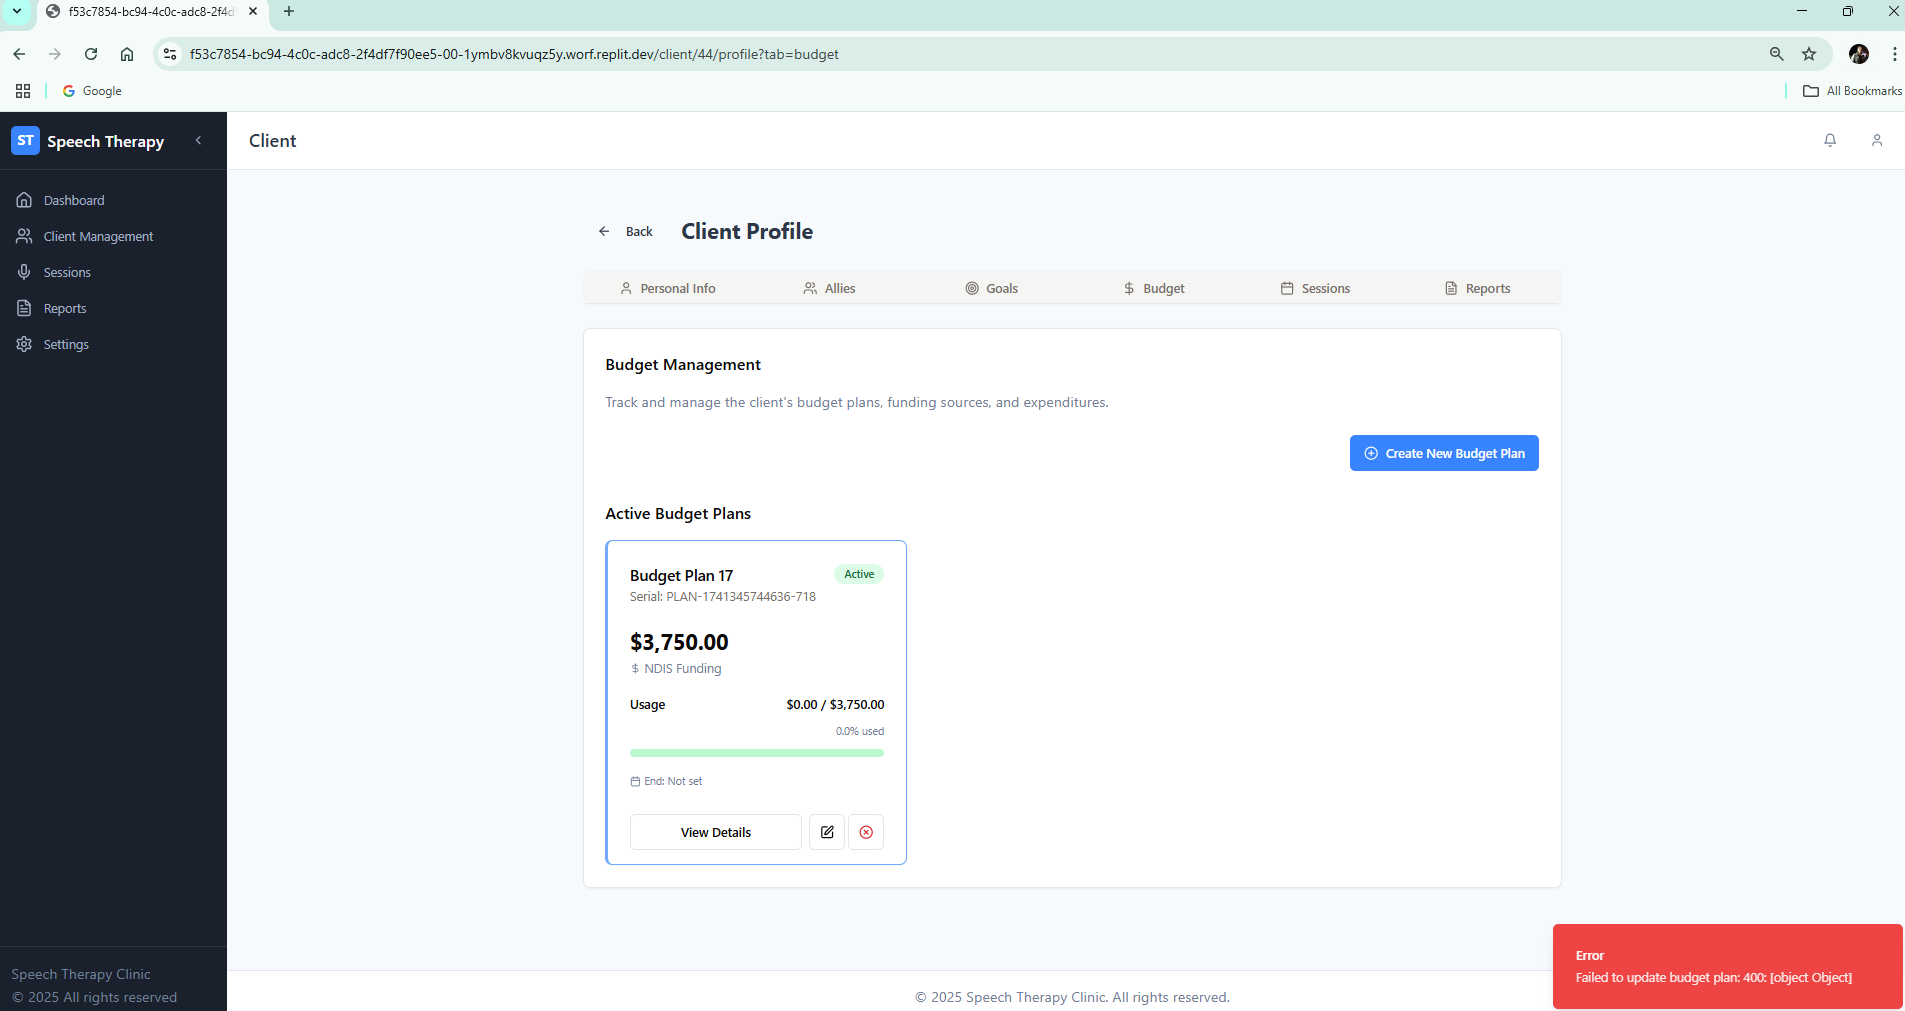 f53c7854-bc94-4c0c-adc8-2f4d
f53c7854-bc94-4c0c-adc8-2f4df7f90ee5-00-1ymbv8kvuqz5y.worf.replit.dev/client/44/profile?tab=budget
Google
All Bookmarks
ST Speech Therapy
Client
Dashboard
Client Management
Sessions
Reports
Settings
Back
Client Profile
Personal Info
Allies
Goals
Budget
Sessions
Reports
Budget Management
Track and manage the client's budget plans, funding sources, and expenditures.
Create New Budget Plan
Active Budget Plans
Budget Plan 17
Active
Serial: PLAN-1741345744636-718
$3,750.00
$ NDIS Funding
Usage
$0.00 / $3,750.00
0.0% used
End: Not set
View Details
Speech Therapy Clinic
© 2025 All rights reserved
© 2025 Speech Therapy Clinic. All rights reserved.
Error
Failed to update budget plan: 400: [object Object]